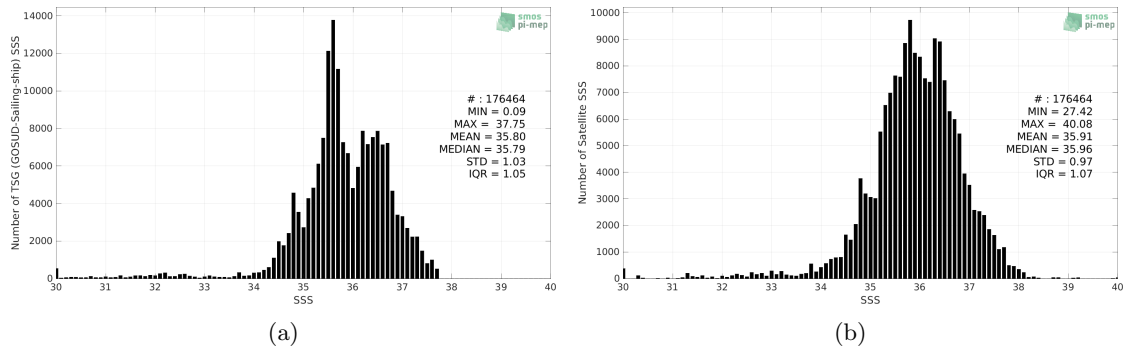 14000
12000
10000
8000
6000
4000
2000
0
Number of TSG (GOSUD-Sailing-ship) SSS
smos
pi-mep
# : 176464
MIN = 0.09
MAX = 37.75
MEAN = 35.80
MEDIAN = 35.79
STD = 1.03
IQR = 1.05
30 31 32 33 34 35 36 37 38 39 40
SSS
(a)
10000
9000
8000
7000
6000
5000
4000
3000
2000
1000
0
Number of Satellite SSS
smos
pi-mep
# : 176464
MIN = 27.42
MAX = 40.08
MEAN = 35.91
MEDIAN = 35.96
STD = 0.97
IQR = 1.07
30 31 32 33 34 35 36 37 38 39 40
SSS
(b)